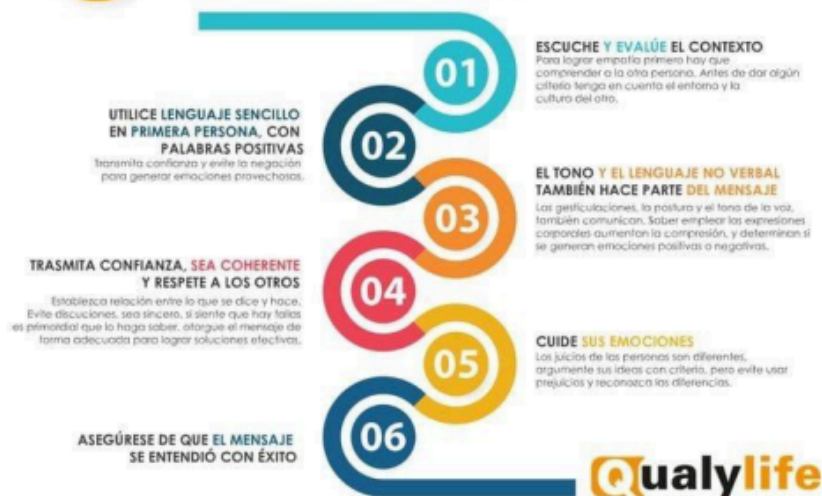 01
ESCUCHE Y EVALÚE EL CONTEXTO
Para lograr empatía primero hay que
comprender a la otra persona. Antes de dar algún
criterio tenga en cuenta el entorno y la
cultura del otro.
UTILICE LENGUAJE SENCILLO
EN PRIMERA PERSONA, CON
PALABRAS POSITIVAS
Transmita confianza y evite la negación
para generar emociones provechosas.
02
03
EL TONO Y EL LENGUAJE NO VERBAL
TAMBIÉN HACE PARTE DEL MENSAJE
Las gesticulaciones, la postura y el tono de la voz,
también comunican. Saber emplear las expresiones
corporales aumentan la compresión, y determinan si
se generan emociones positivas o negativas.
TRASMITA CONFIANZA, SEA COHERENTE
Y RESPETE A LOS OTROS
Establezca relación entre lo que se dice y hace.
Evite discuciones, sea sincero, si siente que hay fallas
es primordial que lo haga saber, otorgue el mensaje de
forma adecuada para lograr soluciones efectivas.
04
05
CUIDE SUS EMOCIONES
Los juicios de las personas son diferentes,
argumente sus ideas con criterio, pero evite usar
prejuicios y reconozca las diferencias.
ASEGÚRESE DE QUE EL MENSAJE
SE ENTENDIÓ CON ÉXITO
06
Qualylife